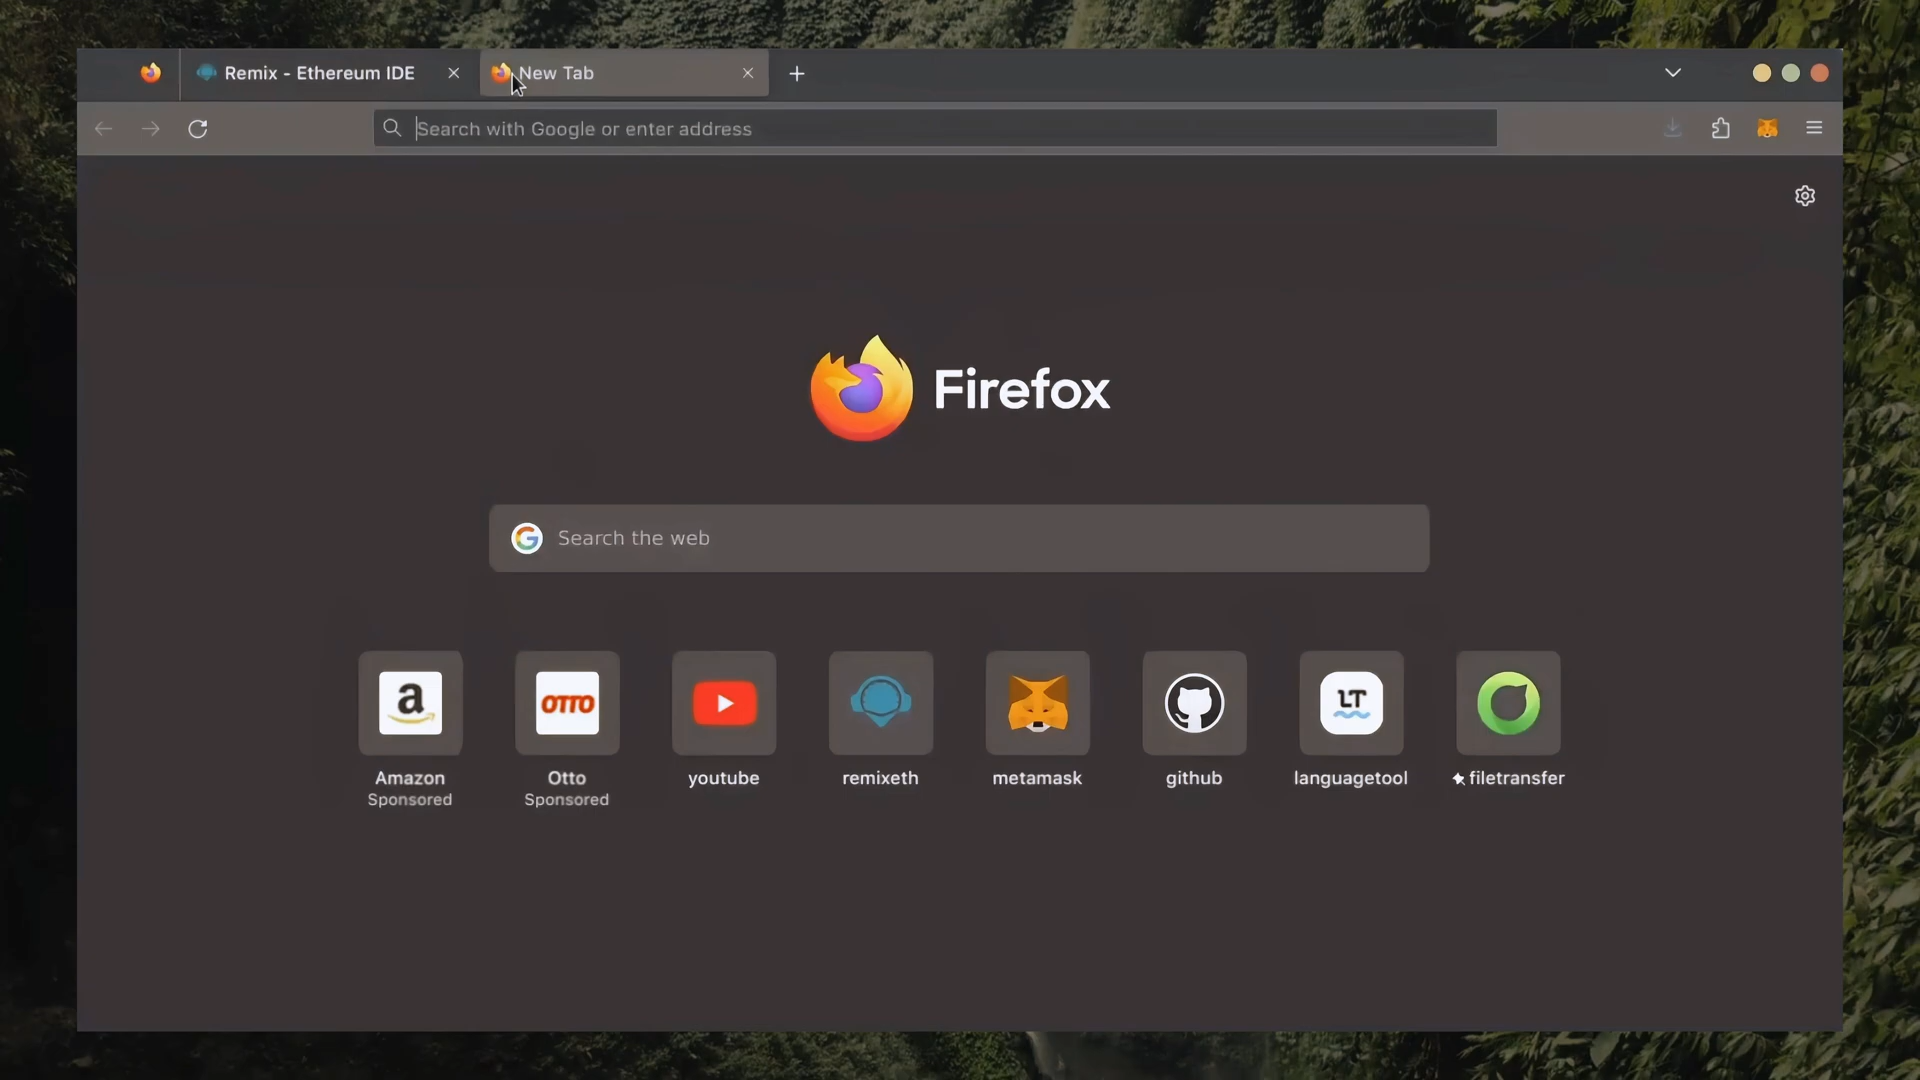 Remix - Ethereum IDE
New Tab
Search with Google or enter address
Firefox
Search the web
a
OTTO
LT
Amazon
Sponsored
Otto
Sponsored
youtube
remixeth
metamask
github
languagetool
filetransfer